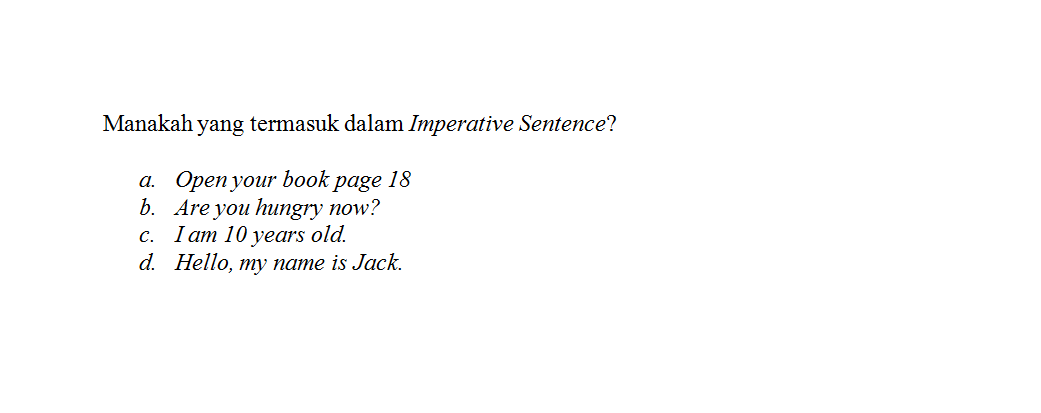 Manakah yang termasuk dalam Imperative Sentence?
a. Open your book page 18
b. Are you hungry now?
c. I am 10 years old.
d. Hello, my name is Jack.